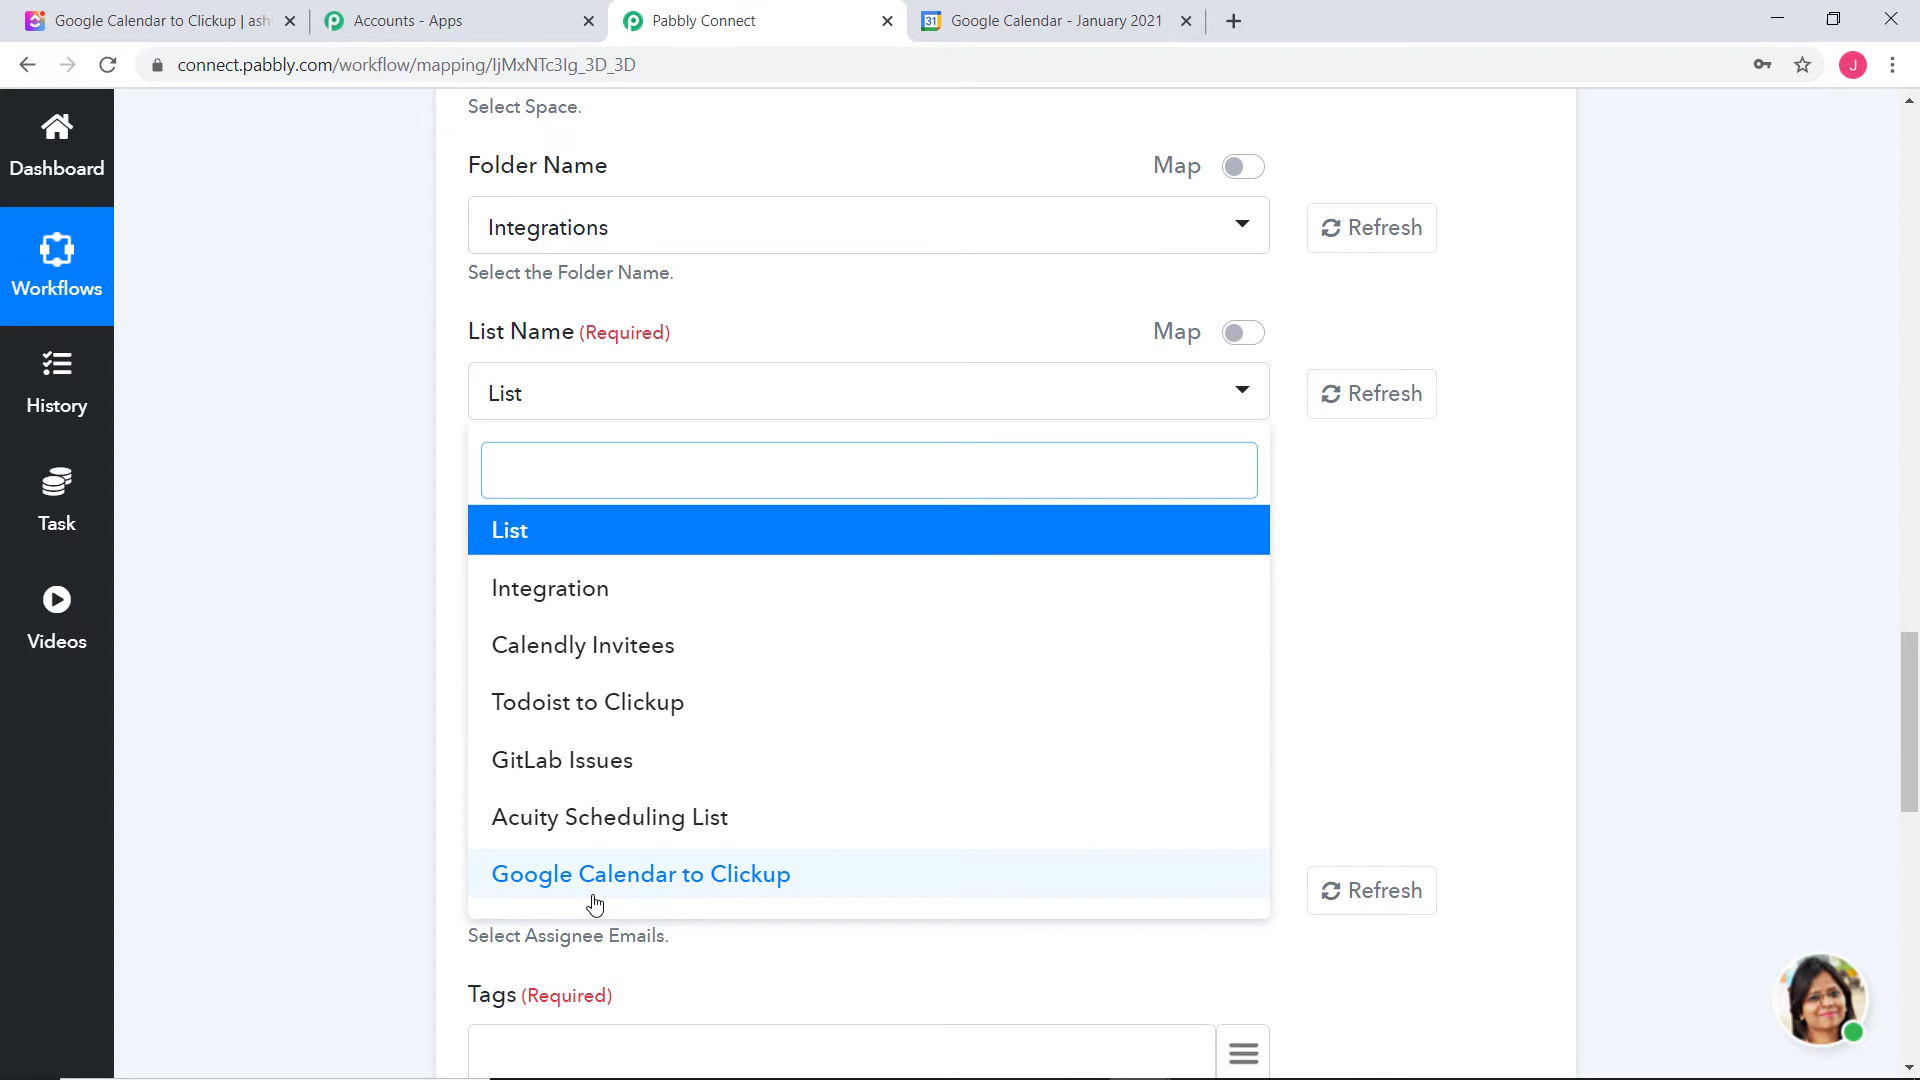 Google Calendar to Clickup | ash
Accounts - Apps
Pabbly Connect
31
Google Calendar - January 2021
connect.pabbly.com/workflow/mapping/IjMxNTc3Ig_3D_3D
J
Dashboard
Workflows
History
Task
Videos
Select Space.
Folder Name
Map
Integrations
Refresh
Select the Folder Name.
List Name (Required)
Map
List
Refresh
List
Integration
Calendly Invitees
Todoist to Clickup
GitLab Issues
Acuity Scheduling List
Google Calendar to Clickup
Refresh
Select Assignee Emails.
Tags (Required)